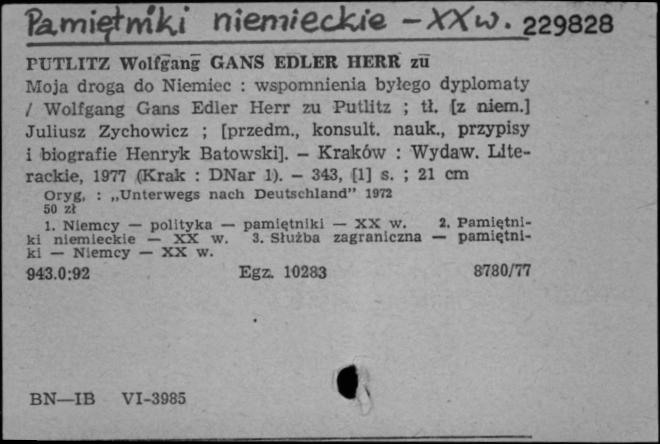 Pamiętniki niemieckie – XX w. 229828
PUTLITZ Wolfgang GANS EDLER HERR zu
Moja droga do Niemiec : wspomnienia byłego dyplomaty
/ Wolfgang Gans Edler Herr zu Putlitz ; tł. [z niem.]
Juliusz Zychowicz ; [przedm., konsult. nauk., przypisy
i biografie Henryk Batowski]. – Kraków : Wydaw. Lite-
rackie, 1977 (Krak : DNar 1). – 343, [1] s. ; 21 cm
Oryg. : „Unterwegs nach Deutschland” 1972
50 zł
1. Niemcy — polityka — pamiętniki — XX w. 2. Pamiętni-
ki niemieckie — XX w. 3. Służba zagraniczna — pamiętni-
ki — Niemcy — XX w.
943.0:92 Egz. 10283 8780/77
BN—IB VI-3985